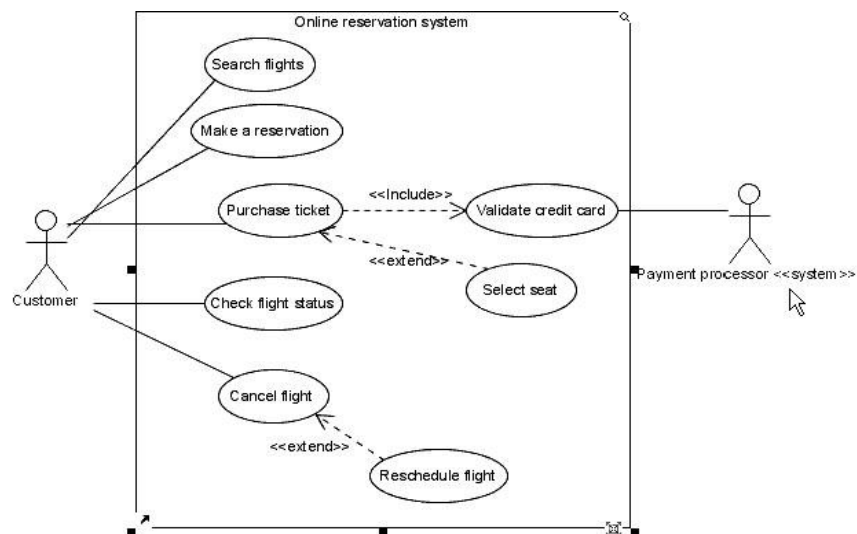 Online reservation system
Search flights
Make a reservation
<<Include>>
Purchase ticket
Validate credit card
<<extend>>
Payment processor <<system>>
Select seat
Customer
Check flight status
Cancel flight
<<extend>>
Reschedule flight